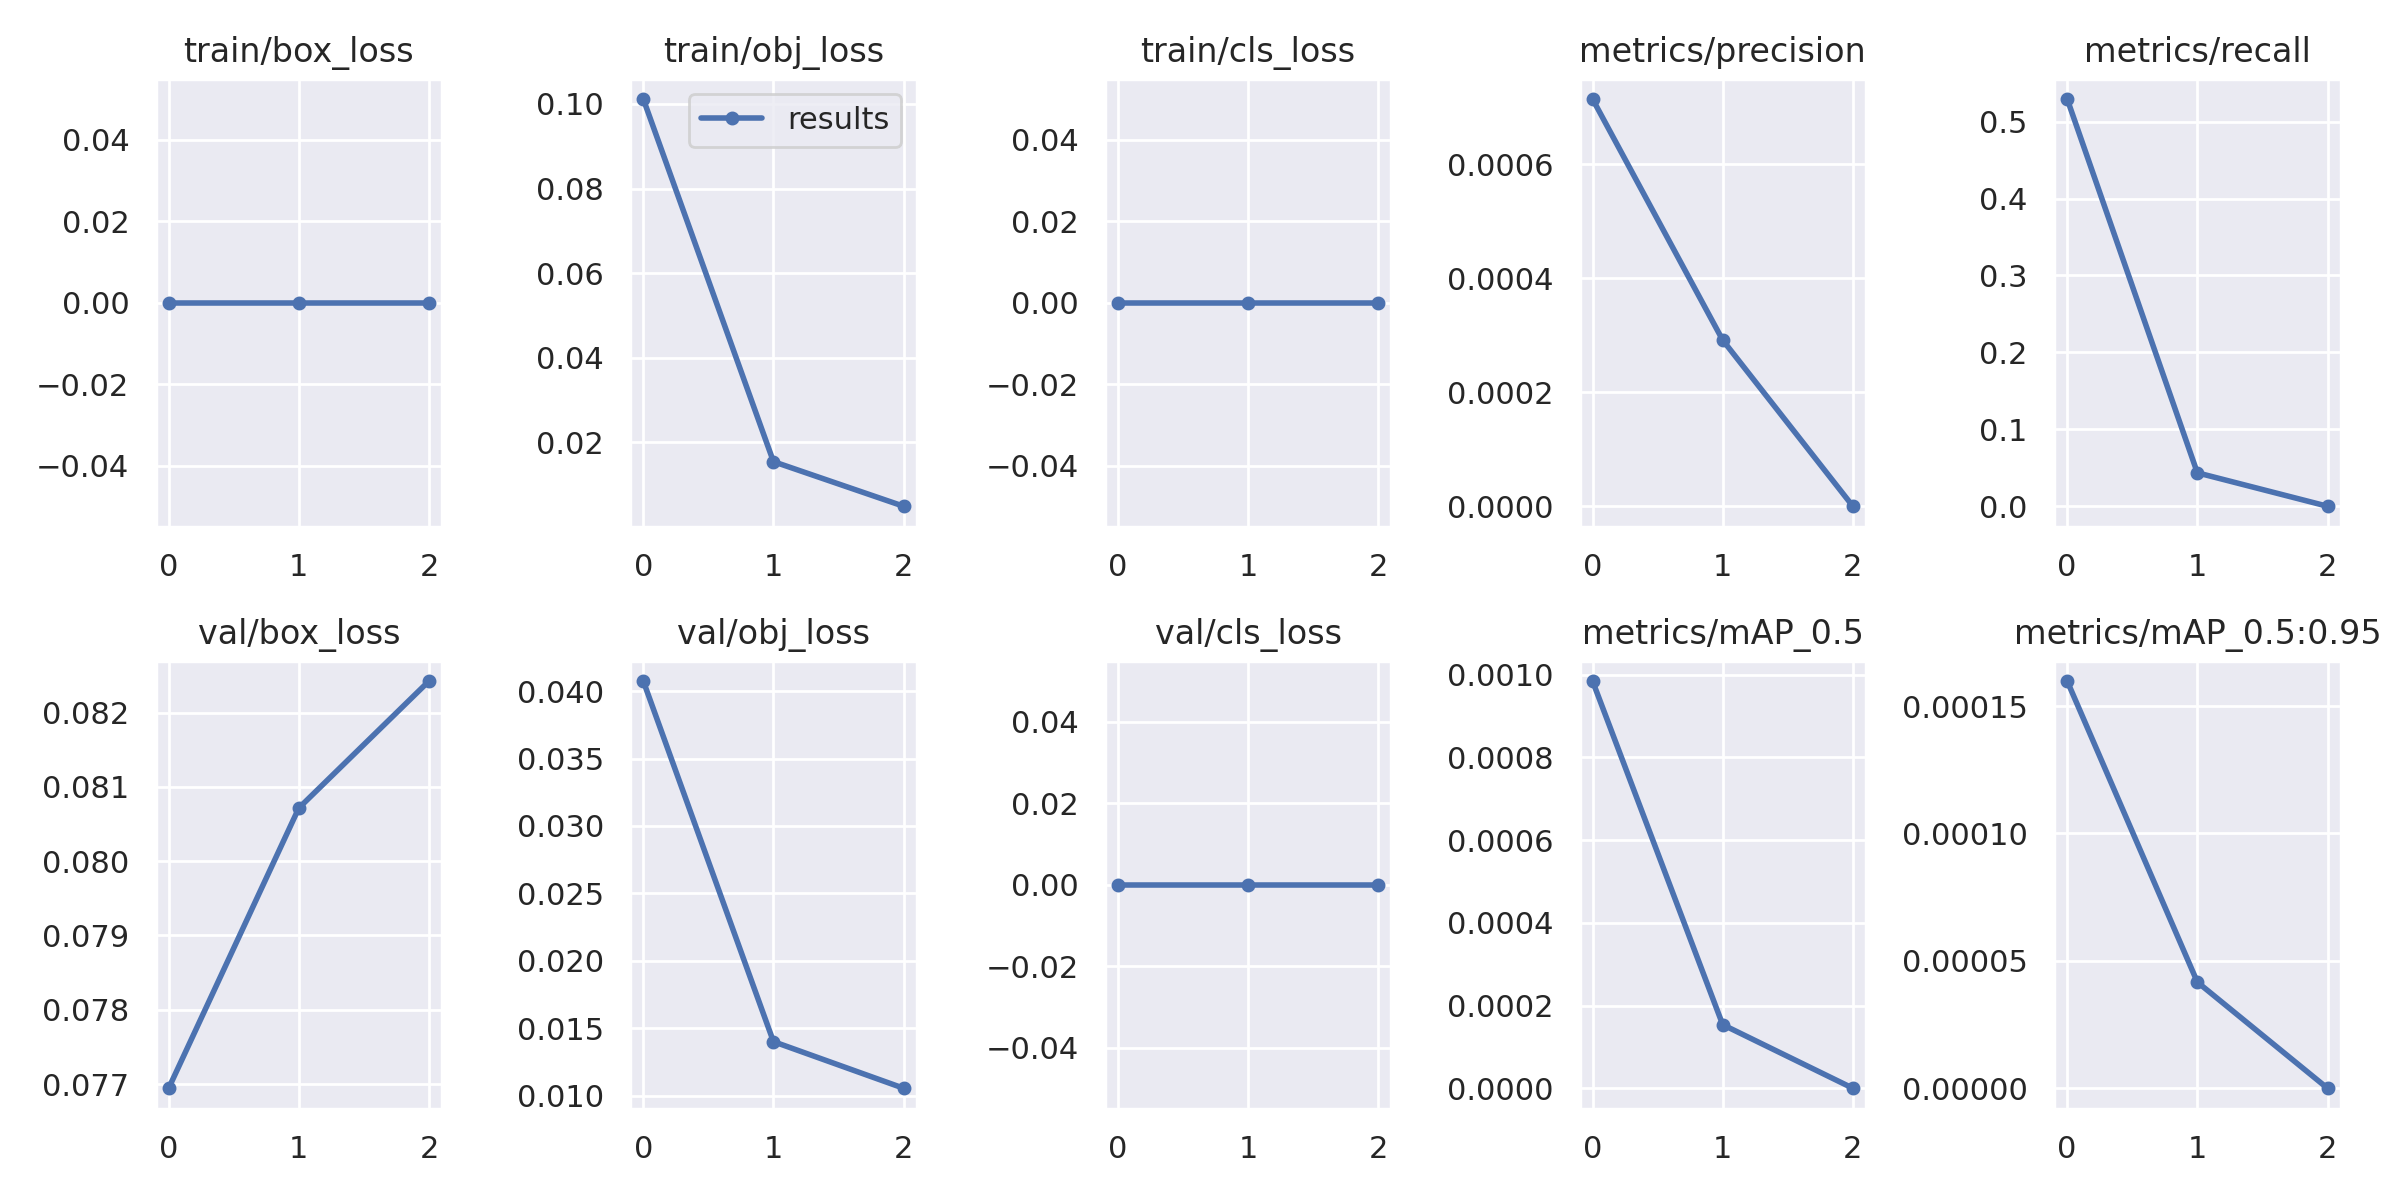 train/box_loss
0.04
0.02
0.00
−0.02
−0.04
0 1 2
train/obj_loss
results
0.10
0.08
0.06
0.04
0.02
0 1 2
train/cls_loss
0.04
0.02
0.00
−0.02
−0.04
0 1 2
metrics/precision
0.0006
0.0004
0.0002
0.0000
0 1 2
metrics/recall
0.5
0.4
0.3
0.2
0.1
0.0
0 1 2
val/box_loss
0.082
0.081
0.080
0.079
0.078
0.077
0 1 2
val/obj_loss
0.040
0.035
0.030
0.025
0.020
0.015
0.010
0 1 2
val/cls_loss
0.04
0.02
0.00
−0.02
−0.04
0 1 2
metrics/mAP_0.5
0.0010
0.0008
0.0006
0.0004
0.0002
0.0000
0 1 2
metrics/mAP_0.5:0.95
0.00015
0.00010
0.00005
0.00000
0 1 2